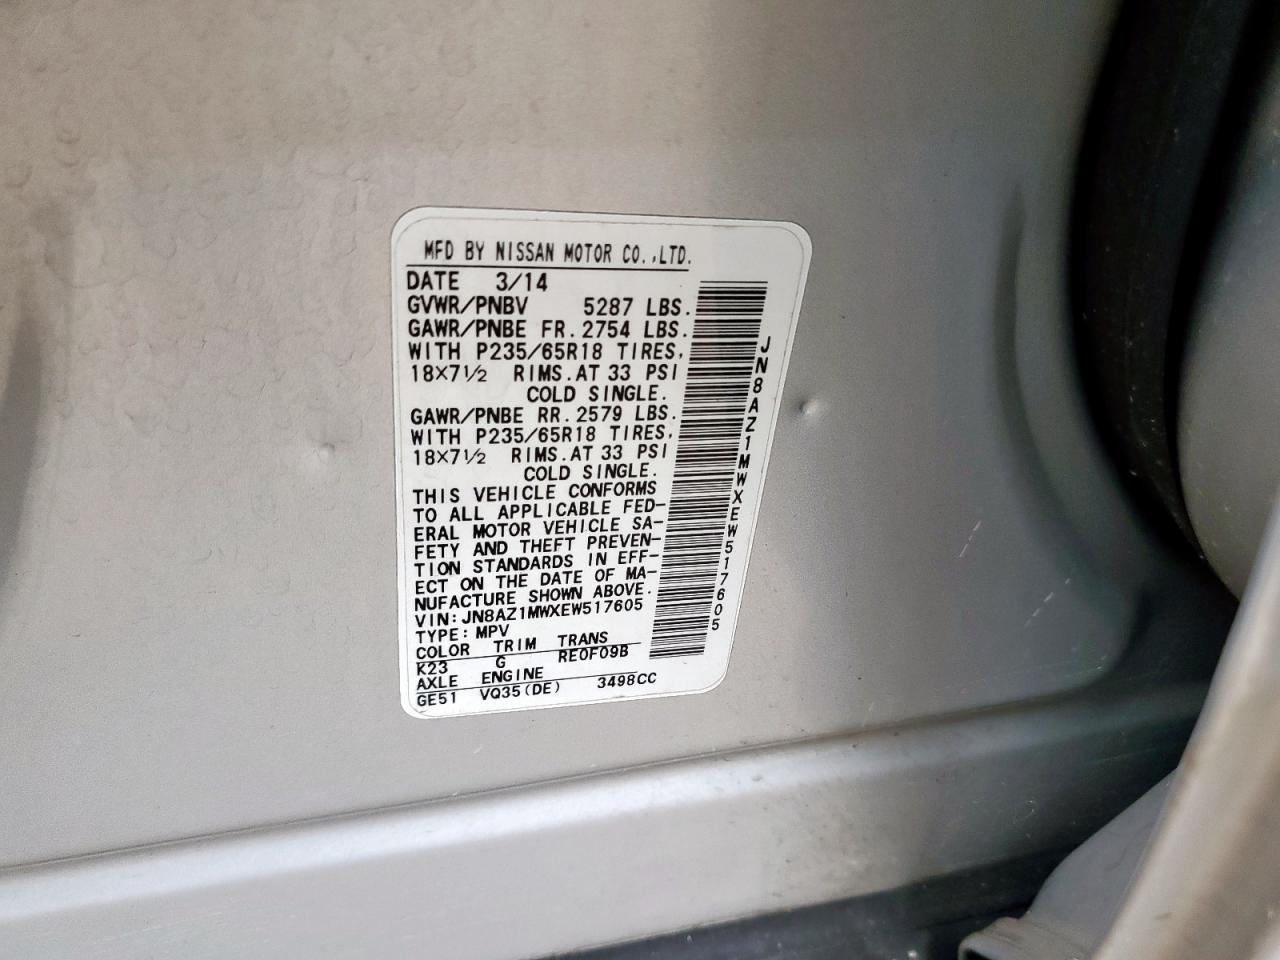 MFD BY NISSAN MOTOR CO.,LTD.
DATE 3/14
GVWR/PNBV 5287 LBS.
GAWR/PNBE FR. 2754 LBS.
WITH P235/65R18 TIRES,
18×7½ RIMS. AT 33 PSI
COLD SINGLE.
GAWR/PNBE RR. 2579 LBS.
WITH P235/65R18 TIRES,
18×7½ RIMS. AT 33 PSI
COLD SINGLE.
THIS VEHICLE CONFORMS
TO ALL APPLICABLE FED-
ERAL MOTOR VEHICLE SA-
FETY AND THEFT PREVEN-
TION STANDARDS IN EFF-
ECT ON THE DATE OF MA-
NUFACTURE SHOWN ABOVE.
VIN: JN8AZ1MWXEW517605
TYPE: MPV
COLOR TRIM TRANS
K23 G RE0F09B
AXLE ENGINE
GE51 VQ35(DE) 3498CC
JN8AZ1MWXEW517605